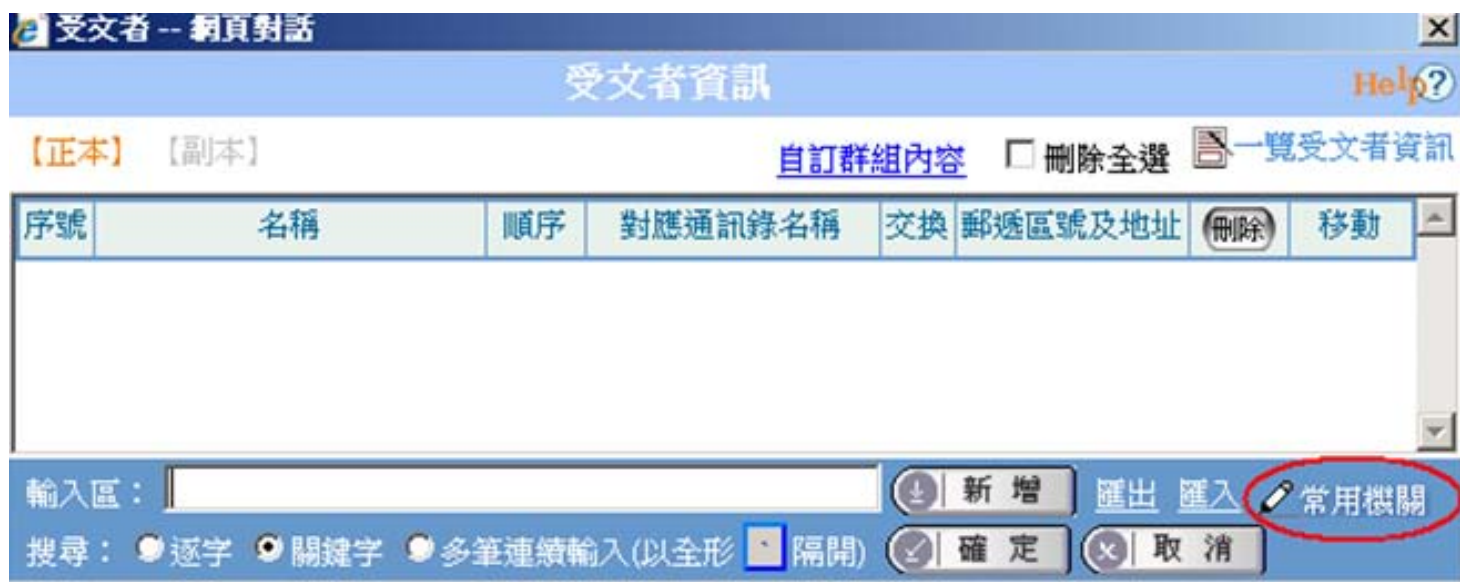 受文者 -- 網頁對話
受文者資訊 Help?
【正本】 【副本】 自訂群組內容 刪除全選 一覽受文者資訊
序號 名稱 順序 對應通訊錄名稱 交換 郵遞區號及地址 刪除 移動
輸入區： 新增 匯出 匯入 常用機關
搜尋： 逐字 關鍵字 多筆連續輸入(以全形 、 隔開) 確定 取消